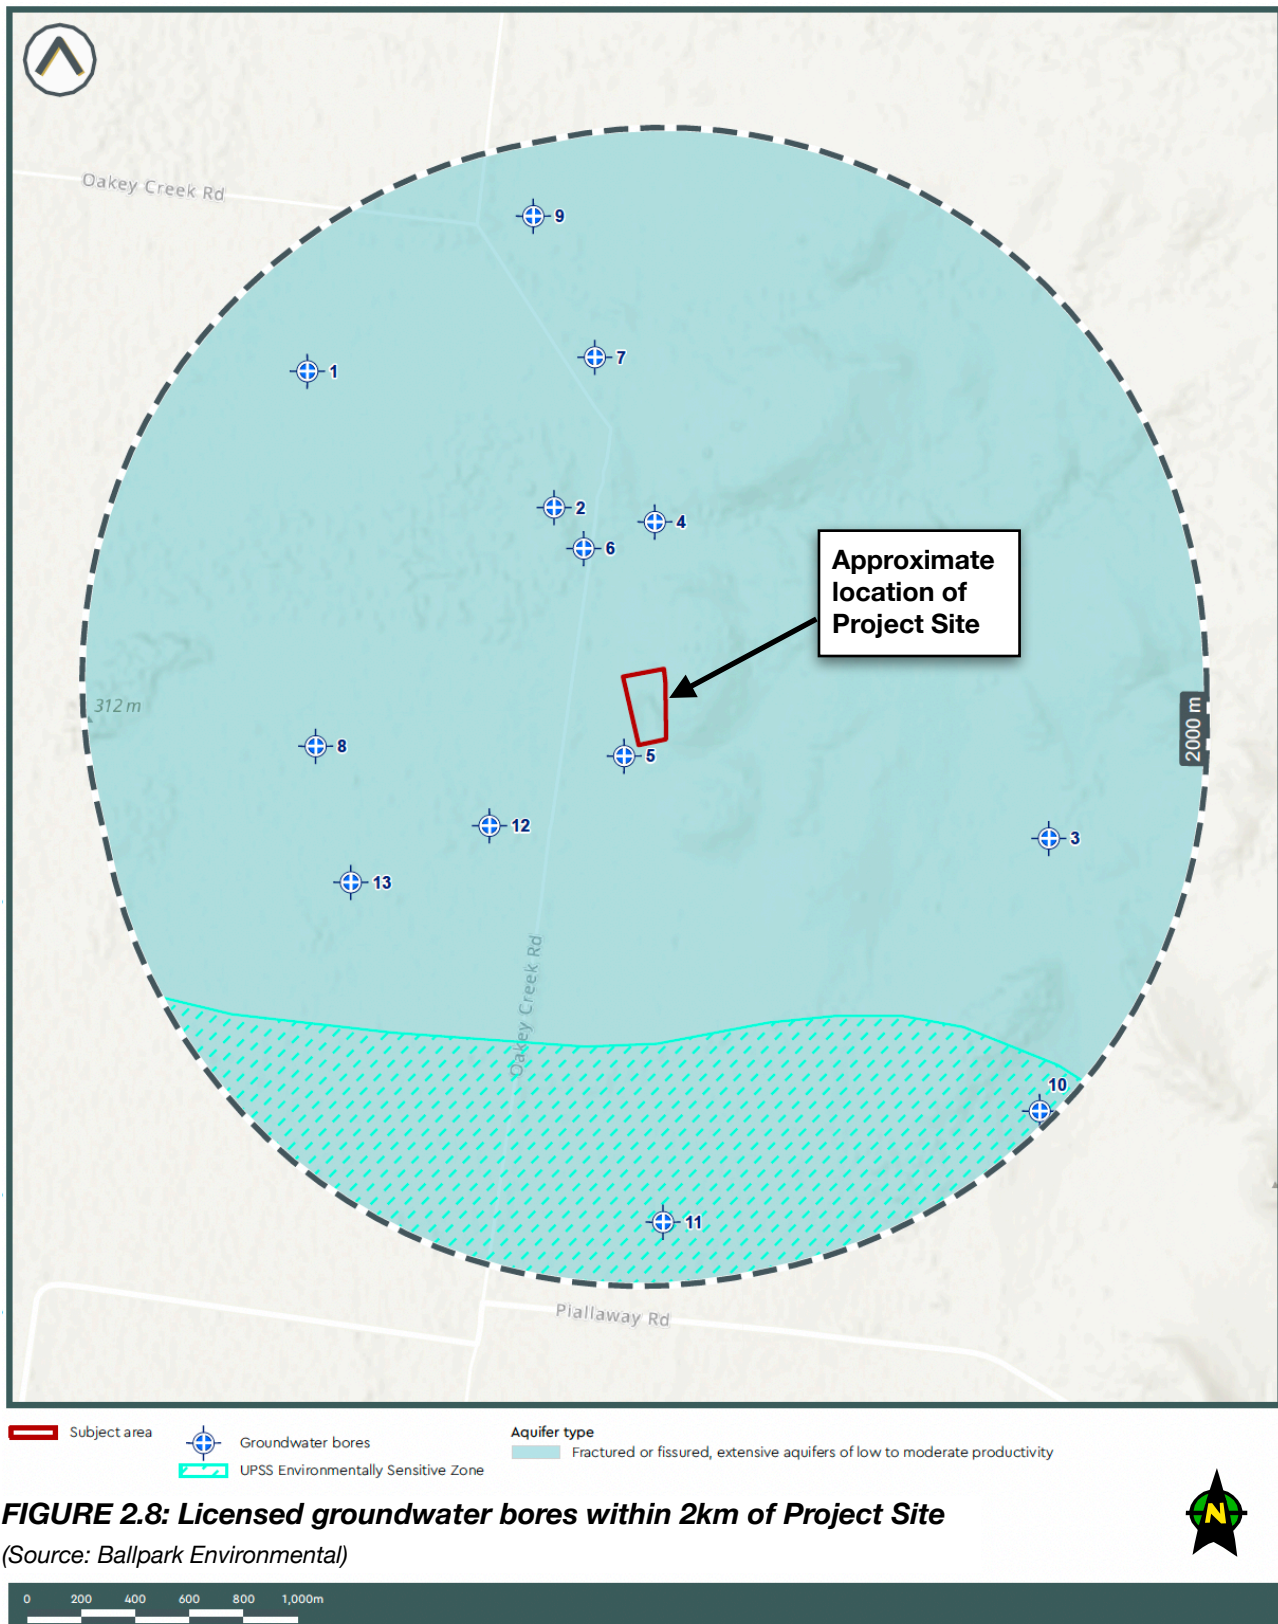 Oakey Creek Rd
9
7
1
2
4
6
Approximate
location of
Project Site
312 m
2000 m
8
5
12
3
13
Oakey Creek Rd
10
11
Piallaway Rd
Subject area
Groundwater bores
UPSS Environmentally Sensitive Zone
Aquifer type
Fractured or fissured, extensive aquifers of low to moderate productivity
FIGURE 2.8: Licensed groundwater bores within 2km of Project Site
N
(Source: Ballpark Environmental)
0 200 400 600 800 1,000m